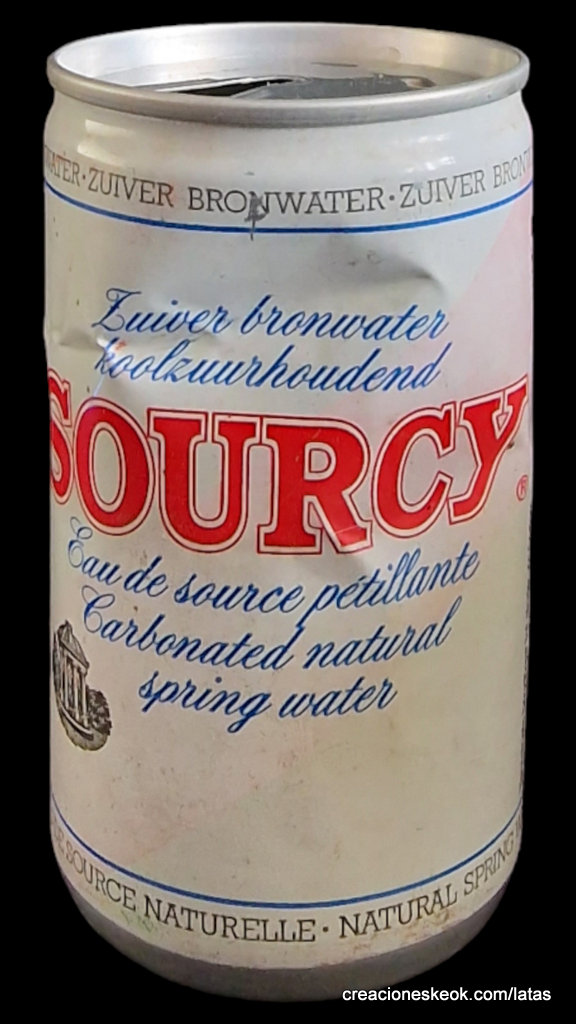 WATER · ZUIVER BRONWATER · ZUIVER
Zuiver bronwater
koolzuurhoudend
SOURCY®
Eau de source pétillante
Carbonated natural
spring water
DE SOURCE NATURELLE · NATURAL SPRING
creacioneskeok.com/latas